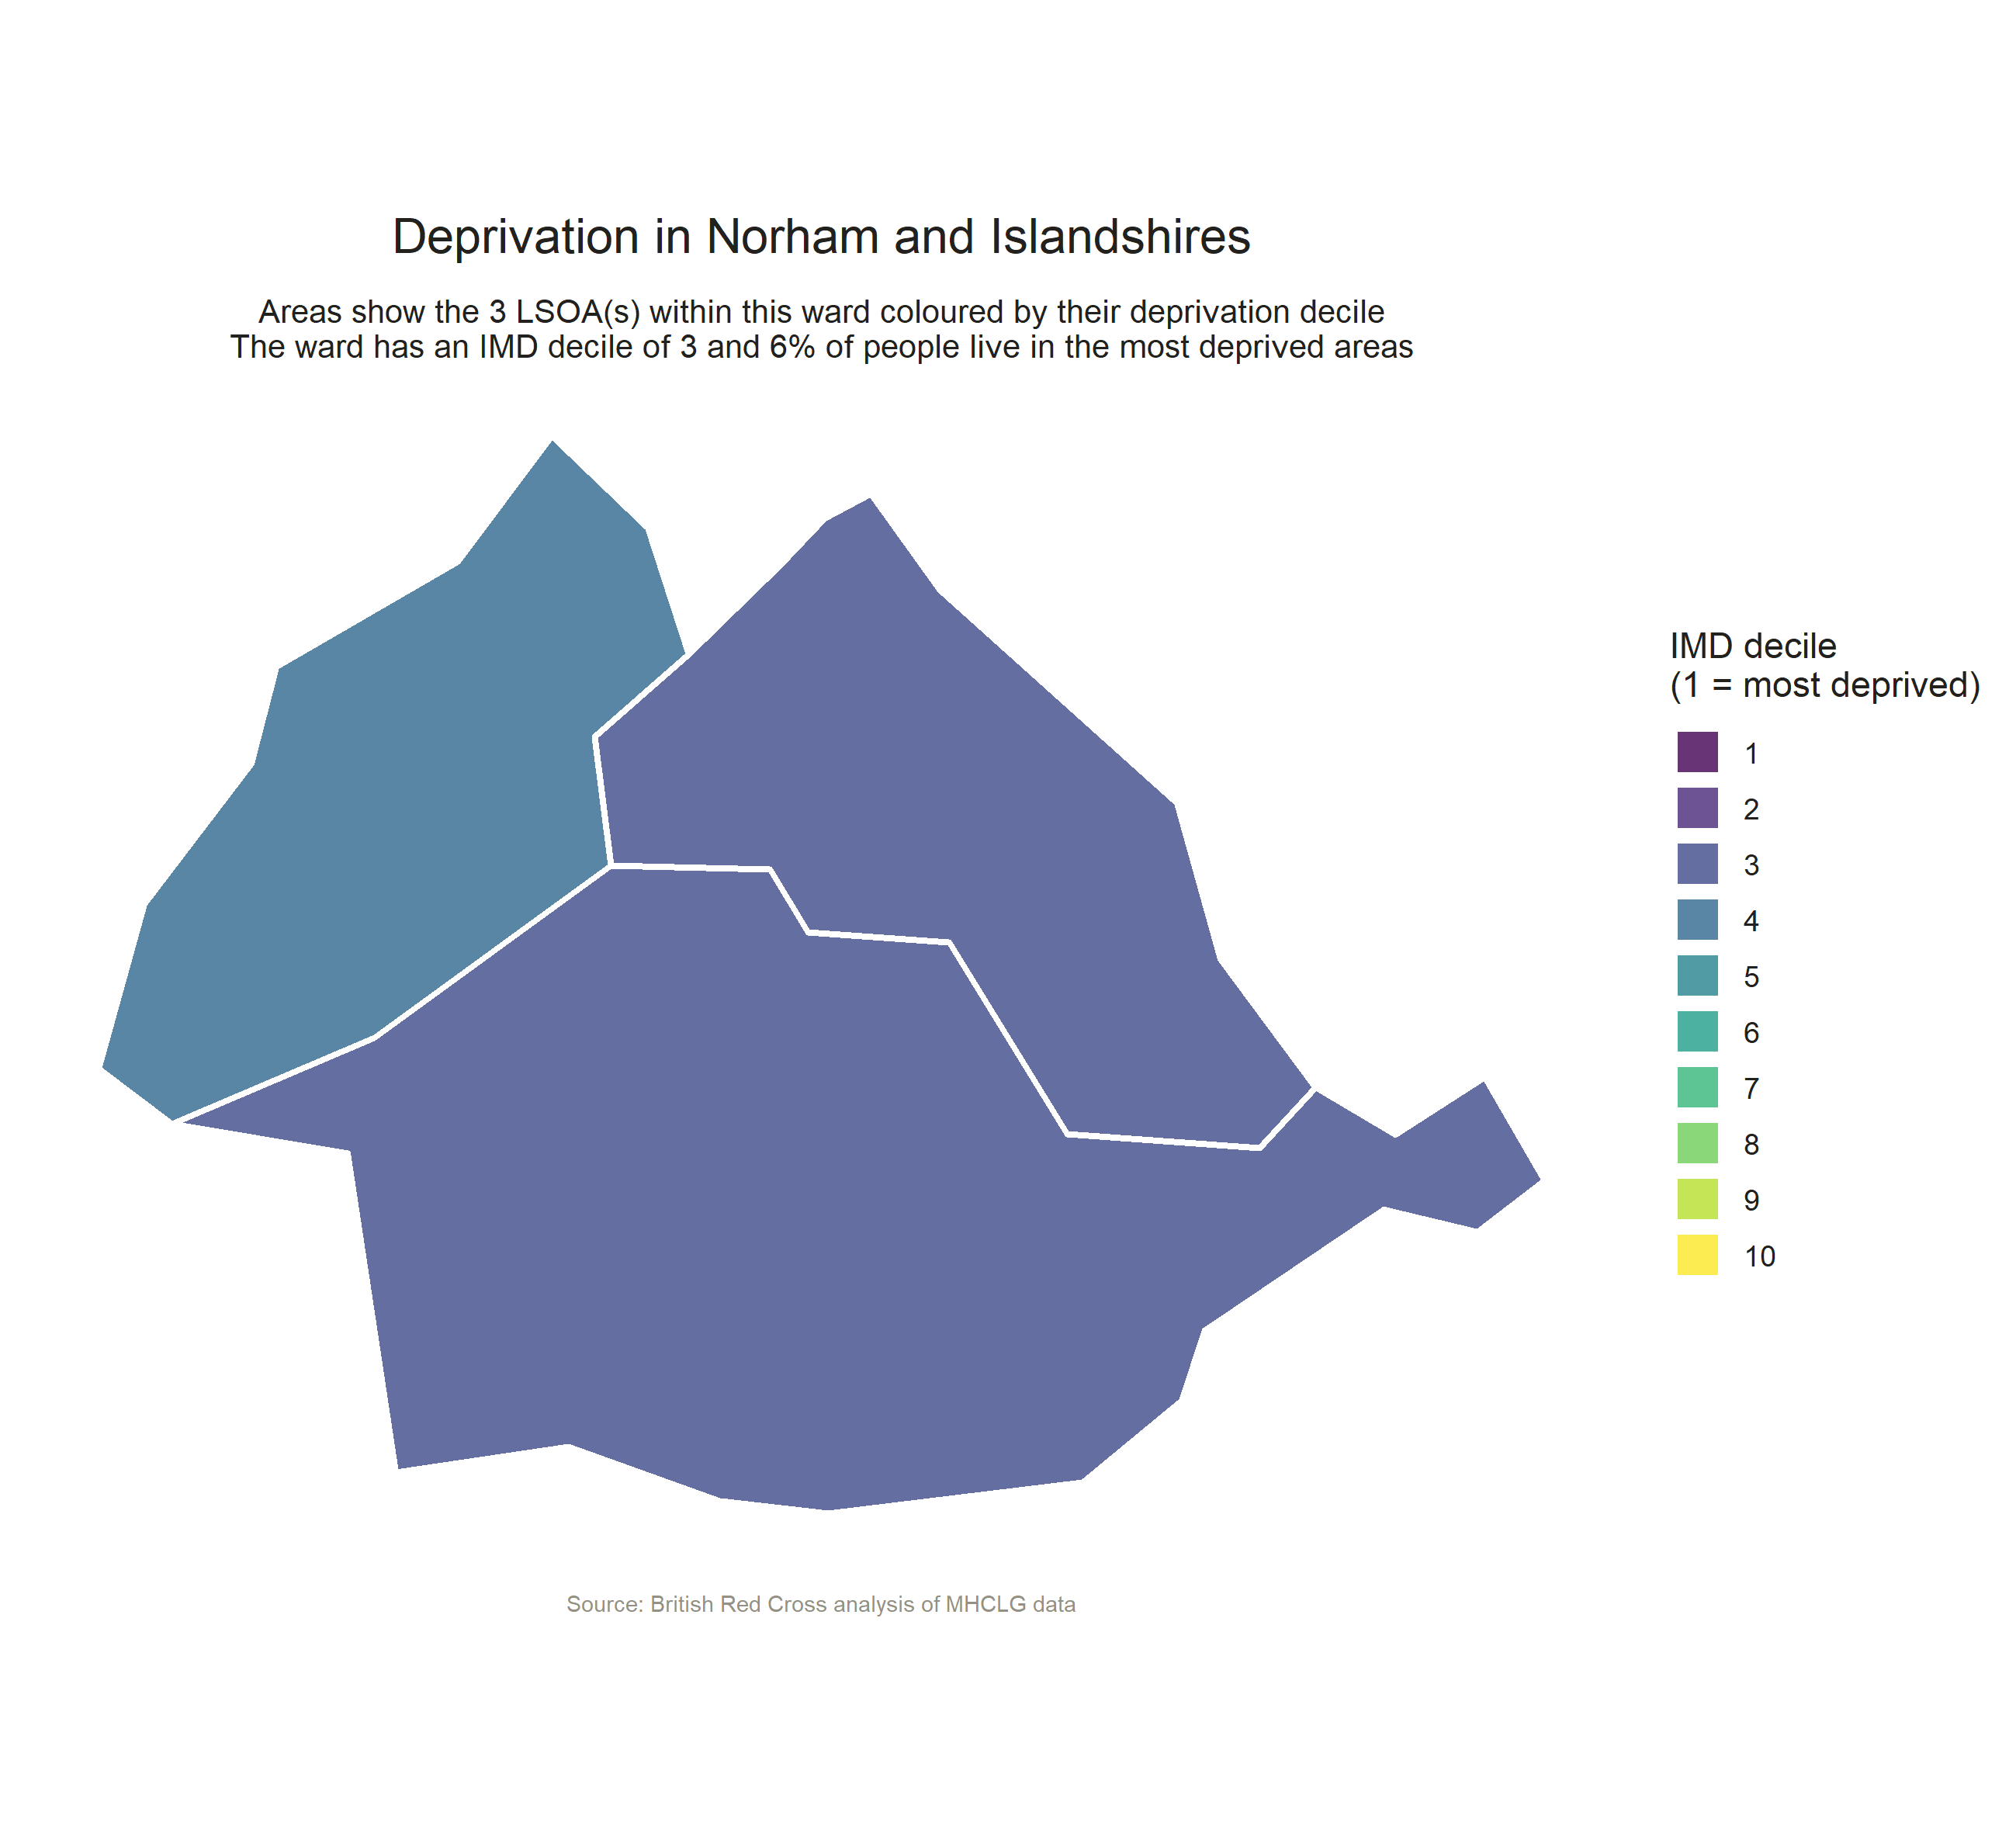 Deprivation in Norham and Islandshires
Areas show the 3 LSOA(s) within this ward coloured by their deprivation decile
The ward has an IMD decile of 3 and 6% of people live in the most deprived areas
IMD decile
(1 = most deprived)
1
2
3
4
5
6
7
8
9
10
Source: British Red Cross analysis of MHCLG data